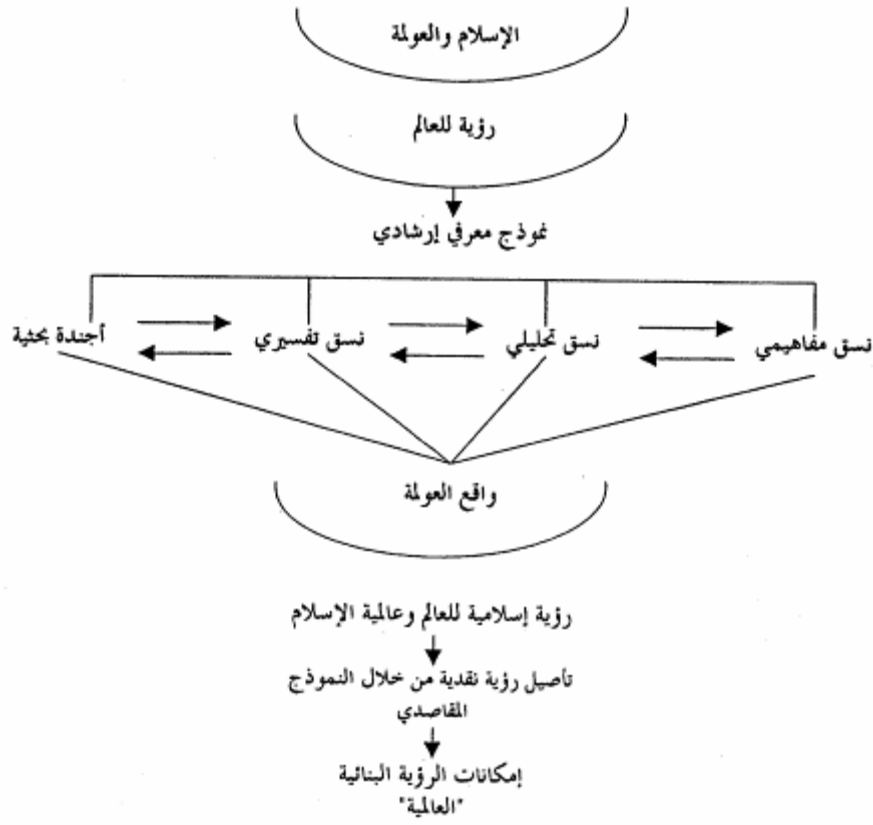 الإسلام والعولمة
رؤية للعالم
نموذج معرفي إرشادي
نسق مفاهيمي
نسق تحليلي
نسق تفسيري
أجندة بحثية
واقع العولمة
رؤية إسلامية للعالم وعالمية الإسلام
تأصيل رؤية نقدية من خلال النموذج
المقاصدي
إمكانات الرؤية البنائية
"العالمية"